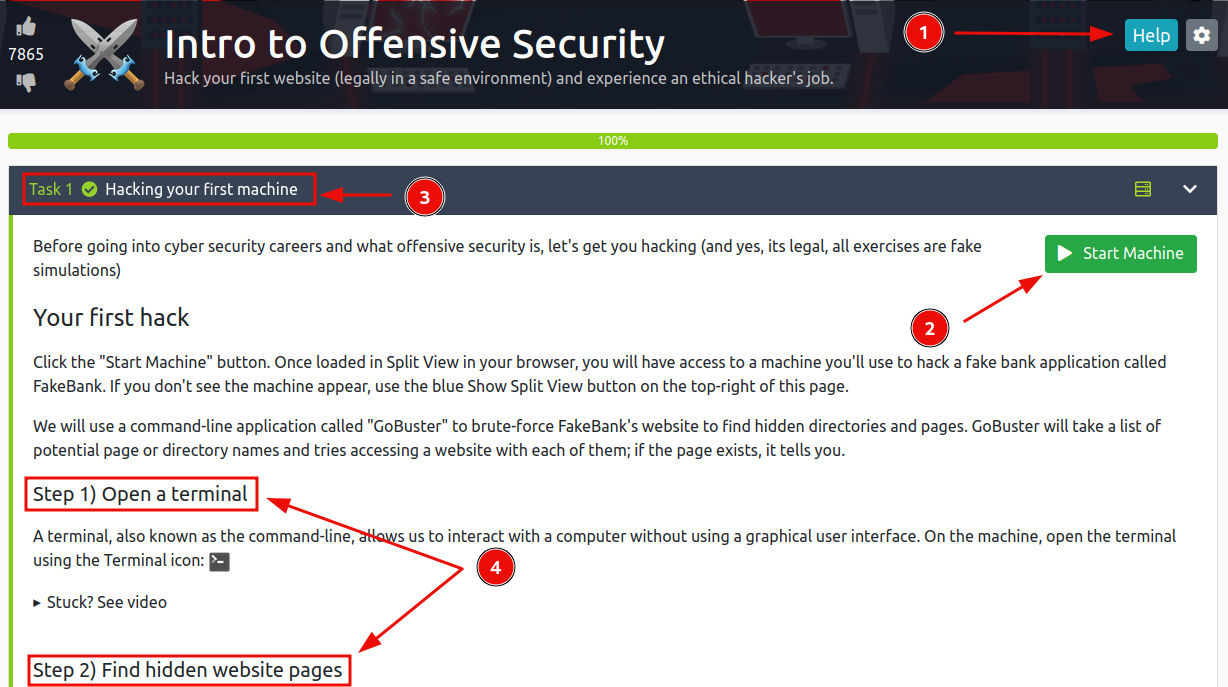 7865
Intro to Offensive Security
Hack your first website (legally in a safe environment) and experience an ethical hacker's job.
1
Help
100%
Task 1 Hacking your first machine
3
Before going into cyber security careers and what offensive security is, let's get you hacking (and yes, its legal, all exercises are fake
simulations)
Start Machine
2
Your first hack
Click the "Start Machine" button. Once loaded in Split View in your browser, you will have access to a machine you'll use to hack a fake bank application called
FakeBank. If you don't see the machine appear, use the blue Show Split View button on the top-right of this page.
We will use a command-line application called "GoBuster" to brute-force FakeBank's website to find hidden directories and pages. GoBuster will take a list of
potential page or directory names and tries accessing a website with each of them; if the page exists, it tells you.
Step 1) Open a terminal
A terminal, also known as the command-line, allows us to interact with a computer without using a graphical user interface. On the machine, open the terminal
using the Terminal icon:
4
Stuck? See video
Step 2) Find hidden website pages